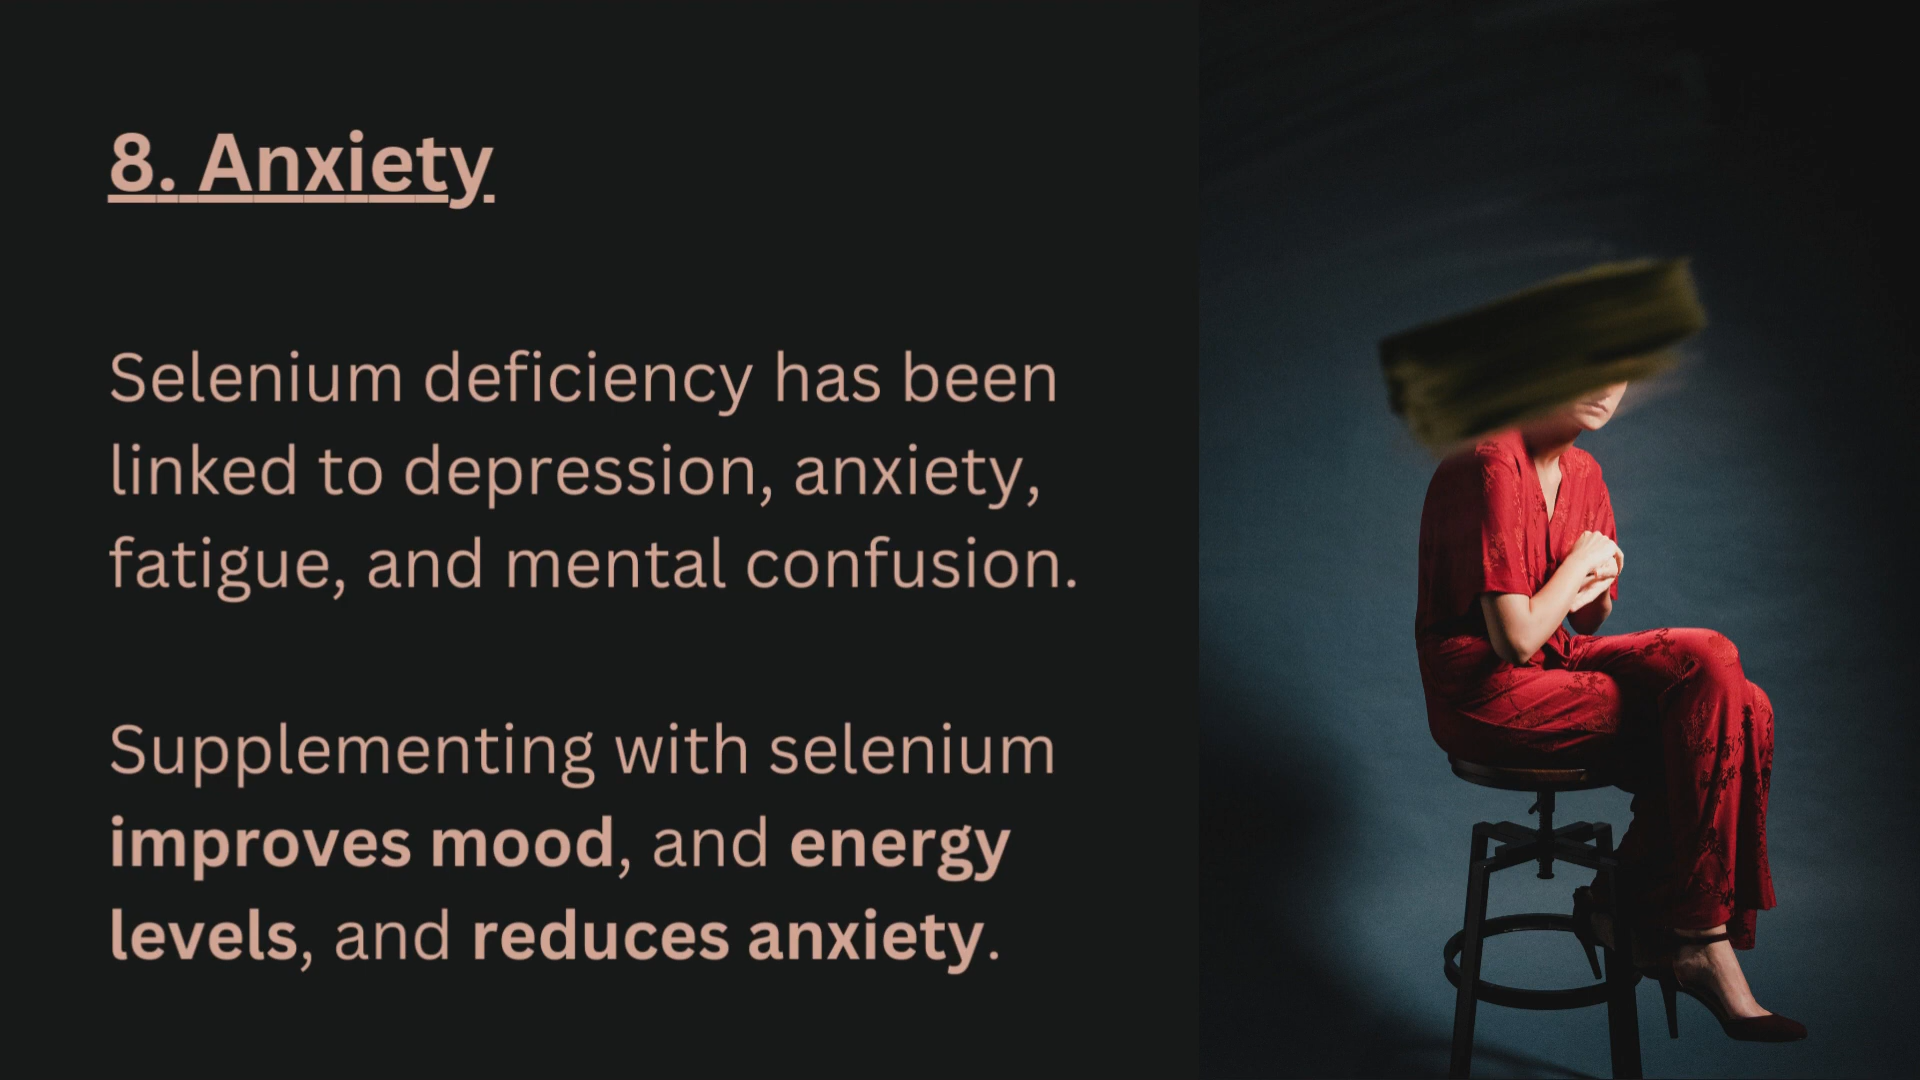 8. Anxiety
Selenium deficiency has been
linked to depression, anxiety,
fatigue, and mental confusion.
Supplementing with selenium
improves mood, and energy
levels, and reduces anxiety.